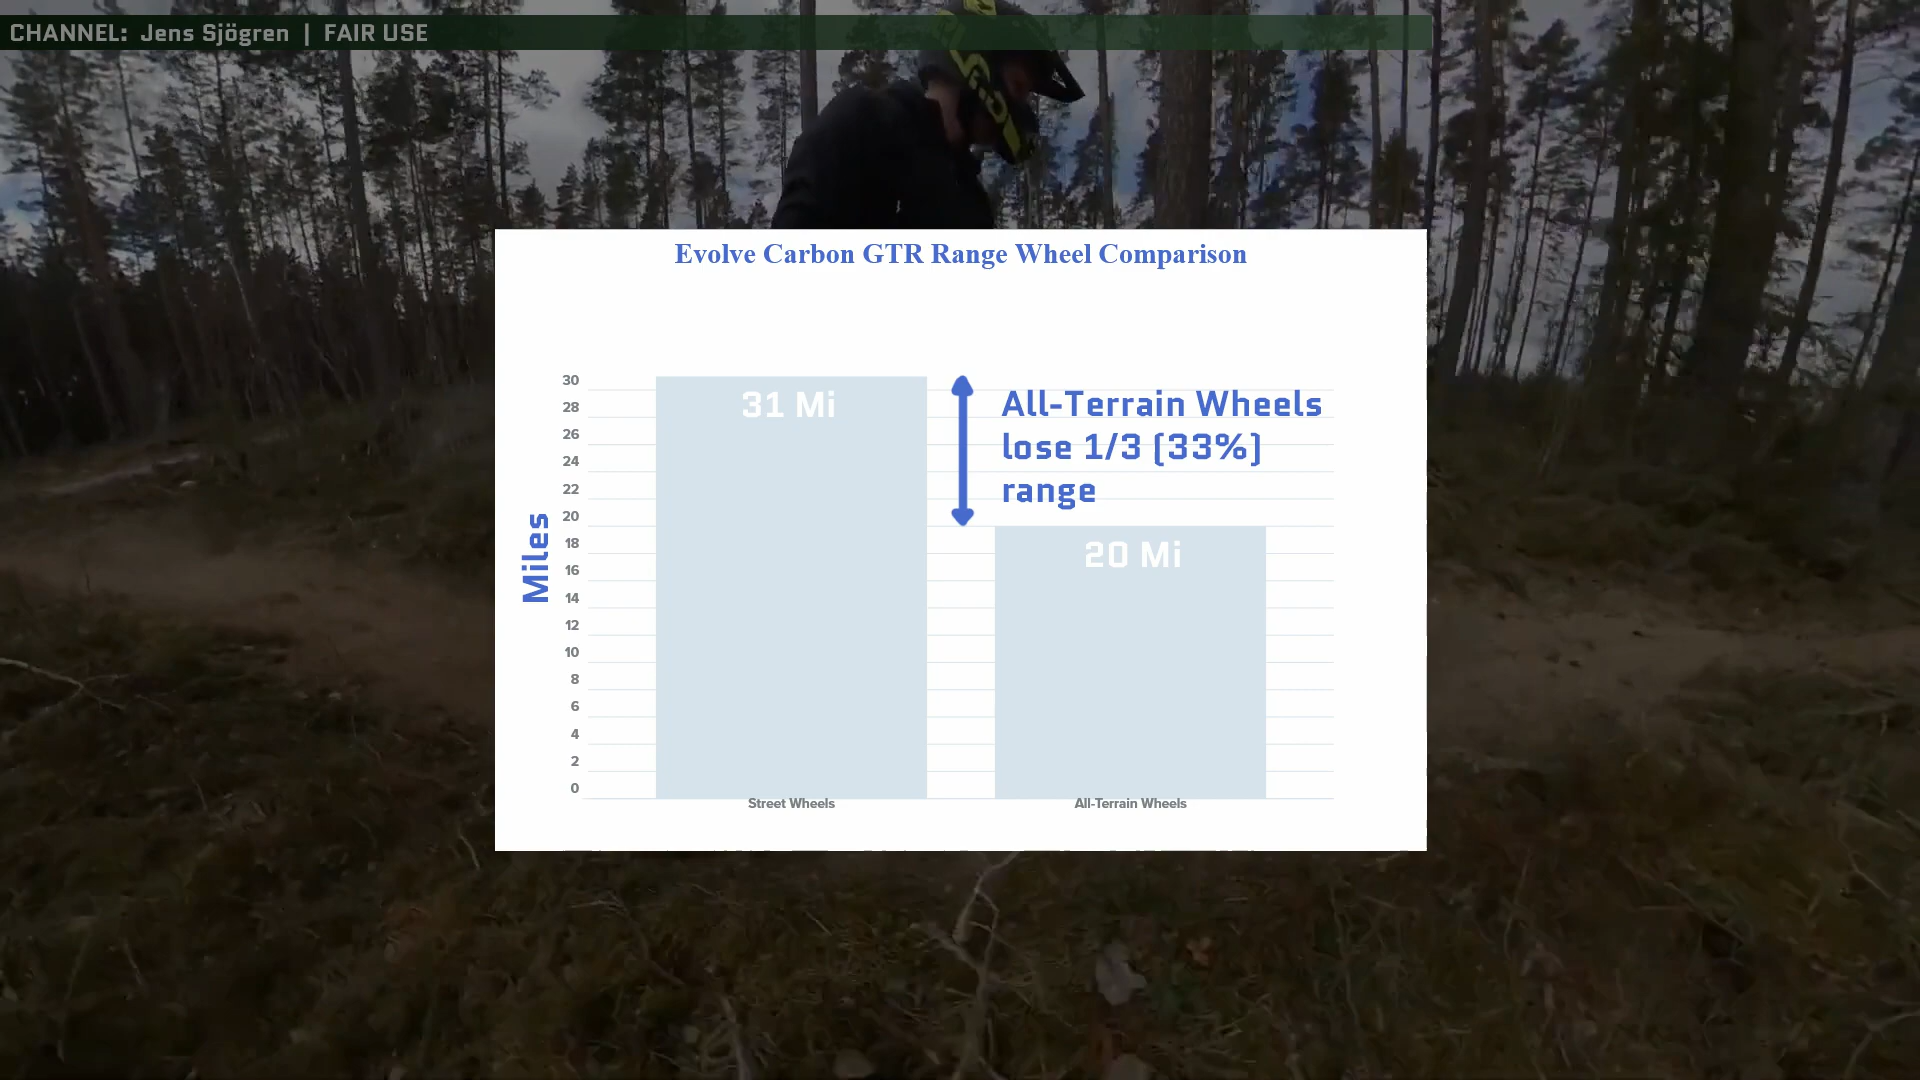 CHANNEL: Jens Sjögren | FAIR USE
Evolve Carbon GTR Range Wheel Comparison
30
28
26
24
22
20
18
16
14
12
10
8
6
4
2
0
Miles
31 Mi
All-Terrain Wheels
lose 1/3 (33%)
range
20 Mi
Street Wheels
All-Terrain Wheels